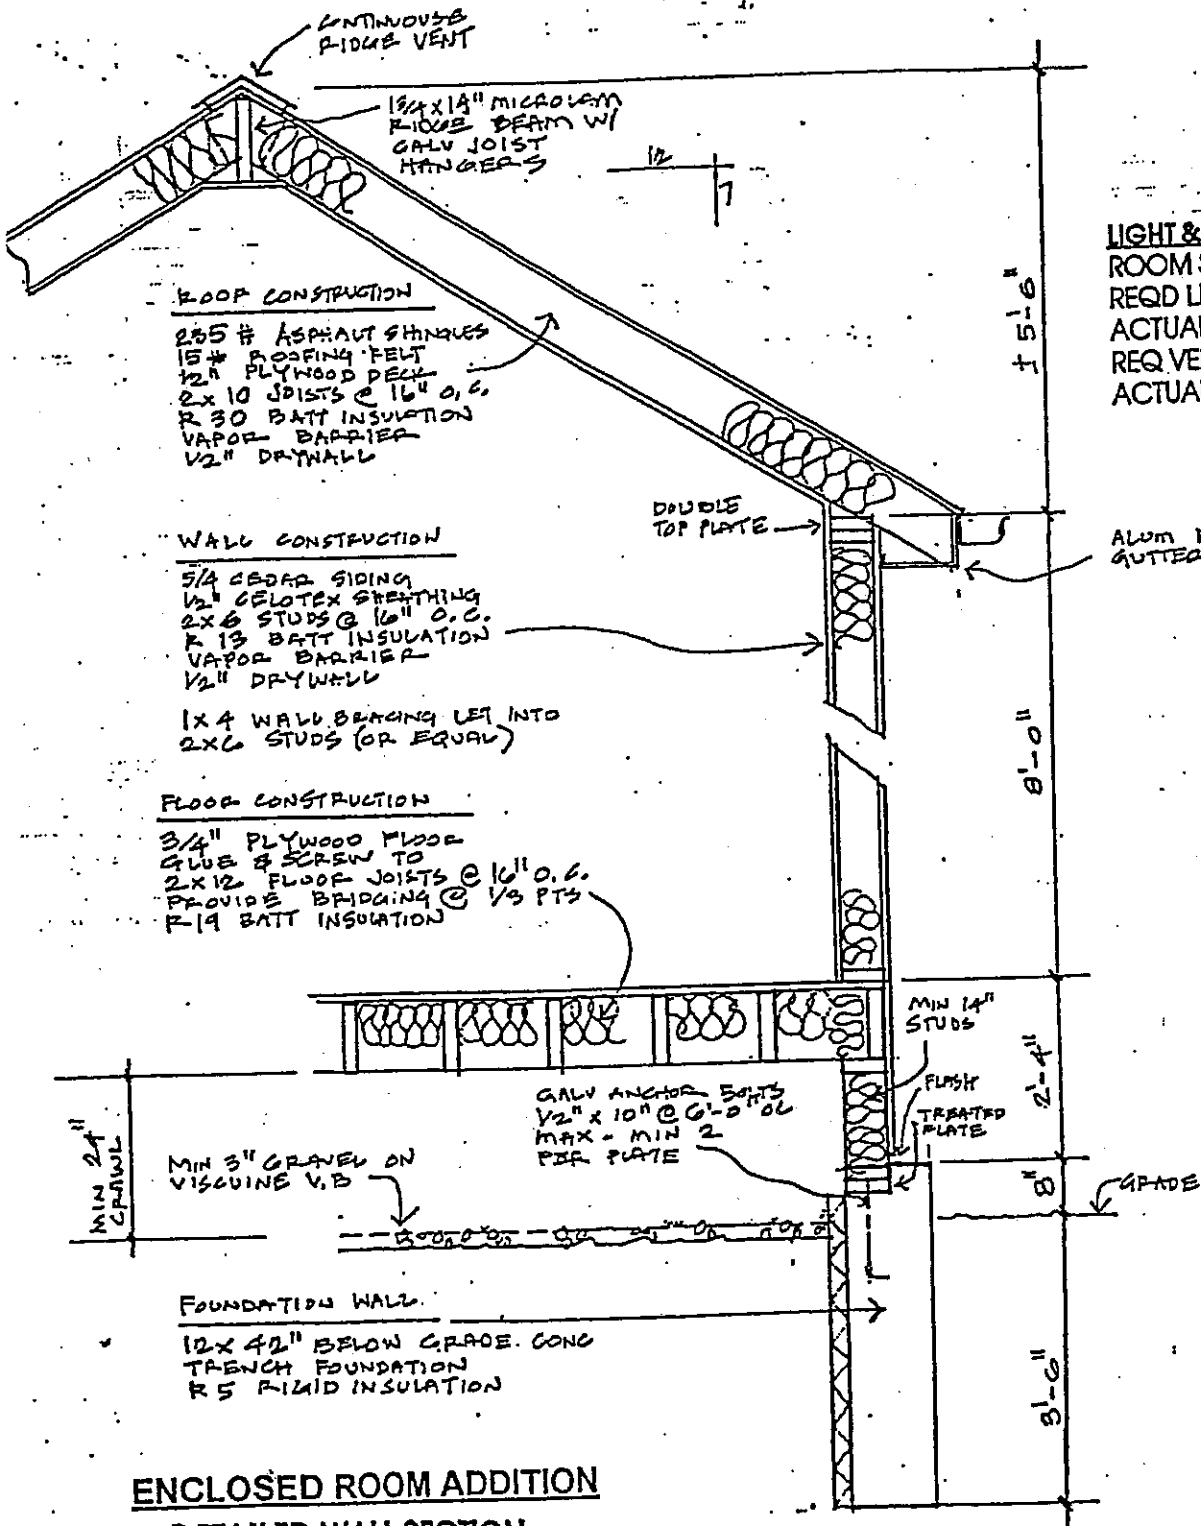 CONTINUOUS
RIDGE VENT
1 3/4 x 14" MICROLAM
RIDGE BEAM W/
GALV JOIST
HANGERS
12
7
LIGHT &
ROOM
REQD
ACTUA
REQ VE
ACTUA
± 5'-6"
ROOF CONSTRUCTION
235 # ASPHALT SHINGLES
15 # ROOFING FELT
1/2" PLYWOOD DECK
2x10 JOISTS @ 16" O.C.
R 30 BATT INSULATION
VAPOR BARRIER
1/2" DRYWALL
DOUBLE
TOP PLATE
ALUM
GUTTER
WALL CONSTRUCTION
5/4 CEDAR SIDING
1/2" CELOTEX SHEATHING
2x6 STUDS @ 16" O.C.
R 13 BATT INSULATION
VAPOR BARRIER
1/2" DRYWALL
1x4 WALL BRACING LET INTO
2x6 STUDS (OR EQUAL)
8'-0"
FLOOR CONSTRUCTION
3/4" PLYWOOD FLOOR
GLUE & SCREW TO
2x12 FLOOR JOISTS @ 16" O.C.
PROVIDE BRIDGING @ 1/3 PTS
R-19 BATT INSULATION
MIN 14"
STUDS
2'-4"
FLASH
TREATED
PLATE
GALV ANCHOR BOLTS
1/2" x 10" @ 6'-0" OC
MAX - MIN 2
PER PLATE
MIN 24"
CRAWL
MIN 3" GRAVEL ON
VISCUINE V.B
8"
GRADE
FOUNDATION WALL.
12x42" BELOW GRADE. CONC
TRENCH FOUNDATION
R 5 RIGID INSULATION
3'-6"
ENCLOSED ROOM ADDITION
DETAILED WALL SECTION